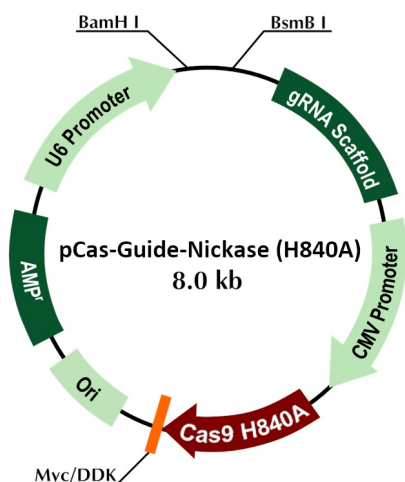 BamH I
BsmB I
U6 Promoter
gRNA Scaffold
pCas-Guide-Nickase (H840A)
8.0 kb
AMPʳ
CMV Promoter
Ori
Cas9 H840A
Myc/DDK